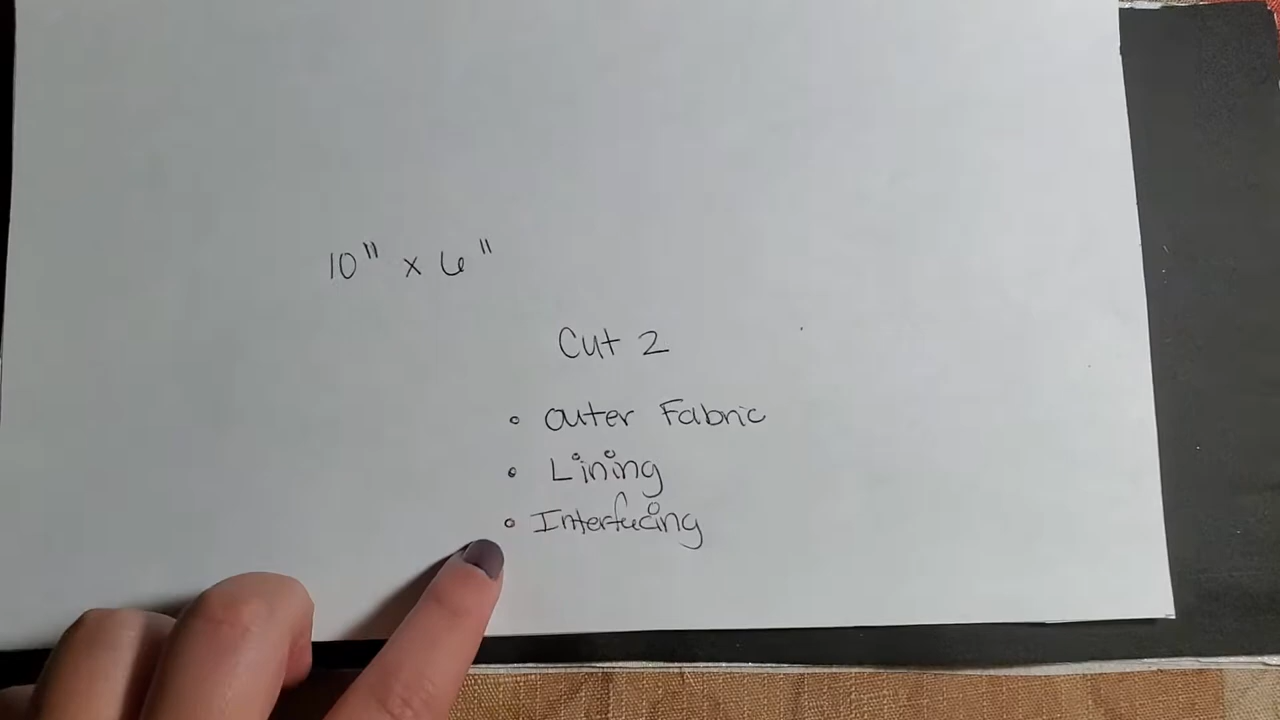 10" x 6"
Cut 2
• Outer Fabric
• Lining
• Interfacing